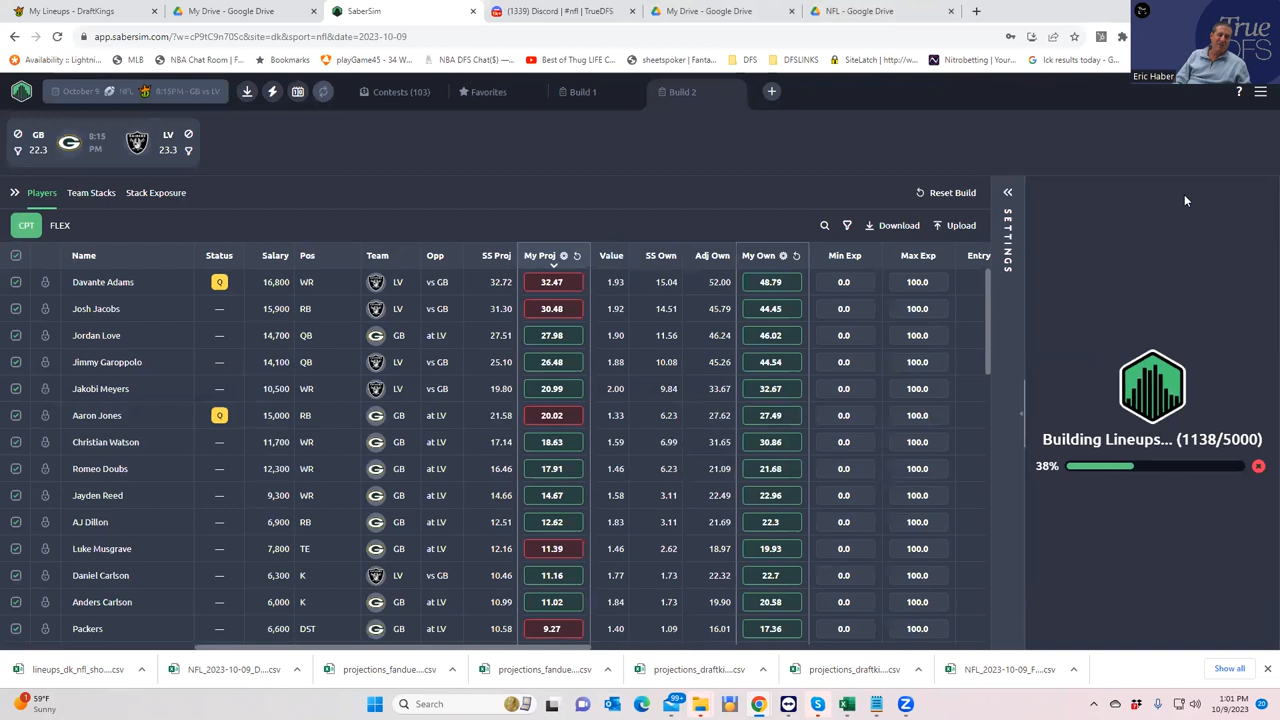 My Lineups - DraftKings
My Drive - Google Drive
SaberSim
(1339) Discord | #nfl | TrueDFS
My Drive - Google Drive
NFL - Google Drive
app.sabersim.com/?w=cP9tC9n70Sc&site=dk&sport=nfl&date=2023-10-09
Availability :: Lightni...
MLB
NBA Chat Room | F...
playGame45 - 34 W...
NBA DFS Chat($) —...
Best of Thug LIFE C...
sheetspoker | Fanta...
DFS
DFSLINKS
SiteLatch | http://w...
Nitrobetting | You...
Ick results today - G...
True DFS
Eric Haber
October 9
NFL
8:15PM - GB vs LV
Contests (103)
Favorites
Build 1
Build 2
GB 22.3
8:15 PM
LV 23.3
Players
Team Stacks
Stack Exposure
Reset Build
CPT
FLEX
Download
Upload
SETTINGS
Name Status Salary Pos Team Opp SS Proj My Proj Value SS Own Adj Own My Own Min Exp Max Exp Entry
Davante Adams Q 16,800 WR LV vs GB 32.72 32.47 1.93 15.04 52.00 48.79 0.0 100.0
Josh Jacobs — 15,900 RB LV vs GB 31.30 30.48 1.92 14.51 45.79 44.45 0.0 100.0
Jordan Love — 14,700 QB GB at LV 27.51 27.98 1.90 11.56 46.24 46.02 0.0 100.0
Jimmy Garoppolo — 14,100 QB LV vs GB 25.10 26.48 1.88 10.08 45.26 44.54 0.0 100.0
Jakobi Meyers — 10,500 WR LV vs GB 19.80 20.99 2.00 9.84 33.67 32.67 0.0 100.0
Aaron Jones Q 15,000 RB GB at LV 21.58 20.02 1.33 6.23 27.62 27.49 0.0 100.0
Christian Watson — 11,700 WR GB at LV 17.14 18.63 1.59 6.99 31.65 30.86 0.0 100.0
Romeo Doubs — 12,300 WR GB at LV 16.46 17.91 1.46 6.23 21.09 21.68 0.0 100.0
Jayden Reed — 9,300 WR GB at LV 14.66 14.67 1.58 3.11 22.49 22.96 0.0 100.0
AJ Dillon — 6,900 RB GB at LV 12.51 12.62 1.83 3.11 21.69 22.3 0.0 100.0
Luke Musgrave — 7,800 TE GB at LV 12.16 11.39 1.46 2.62 18.97 19.93 0.0 100.0
Daniel Carlson — 6,300 K LV vs GB 10.46 11.16 1.77 1.73 22.32 22.7 0.0 100.0
Anders Carlson — 6,000 K GB at LV 10.99 11.02 1.84 1.73 19.90 20.58 0.0 100.0
Packers — 6,600 DST GB at LV 10.58 9.27 1.40 1.09 16.01 17.36 0.0 100.0
Building Lineups... (1138/5000)
38%
lineups_dk_nfl_sho....csv
NFL_2023-10-09_D....csv
projections_fandue....csv
projections_fandue....csv
projections_draftki....csv
projections_draftki....csv
NFL_2023-10-09_F....csv
Show all
59°F
Sunny
Search
99+
1:01 PM
10/9/2023
20